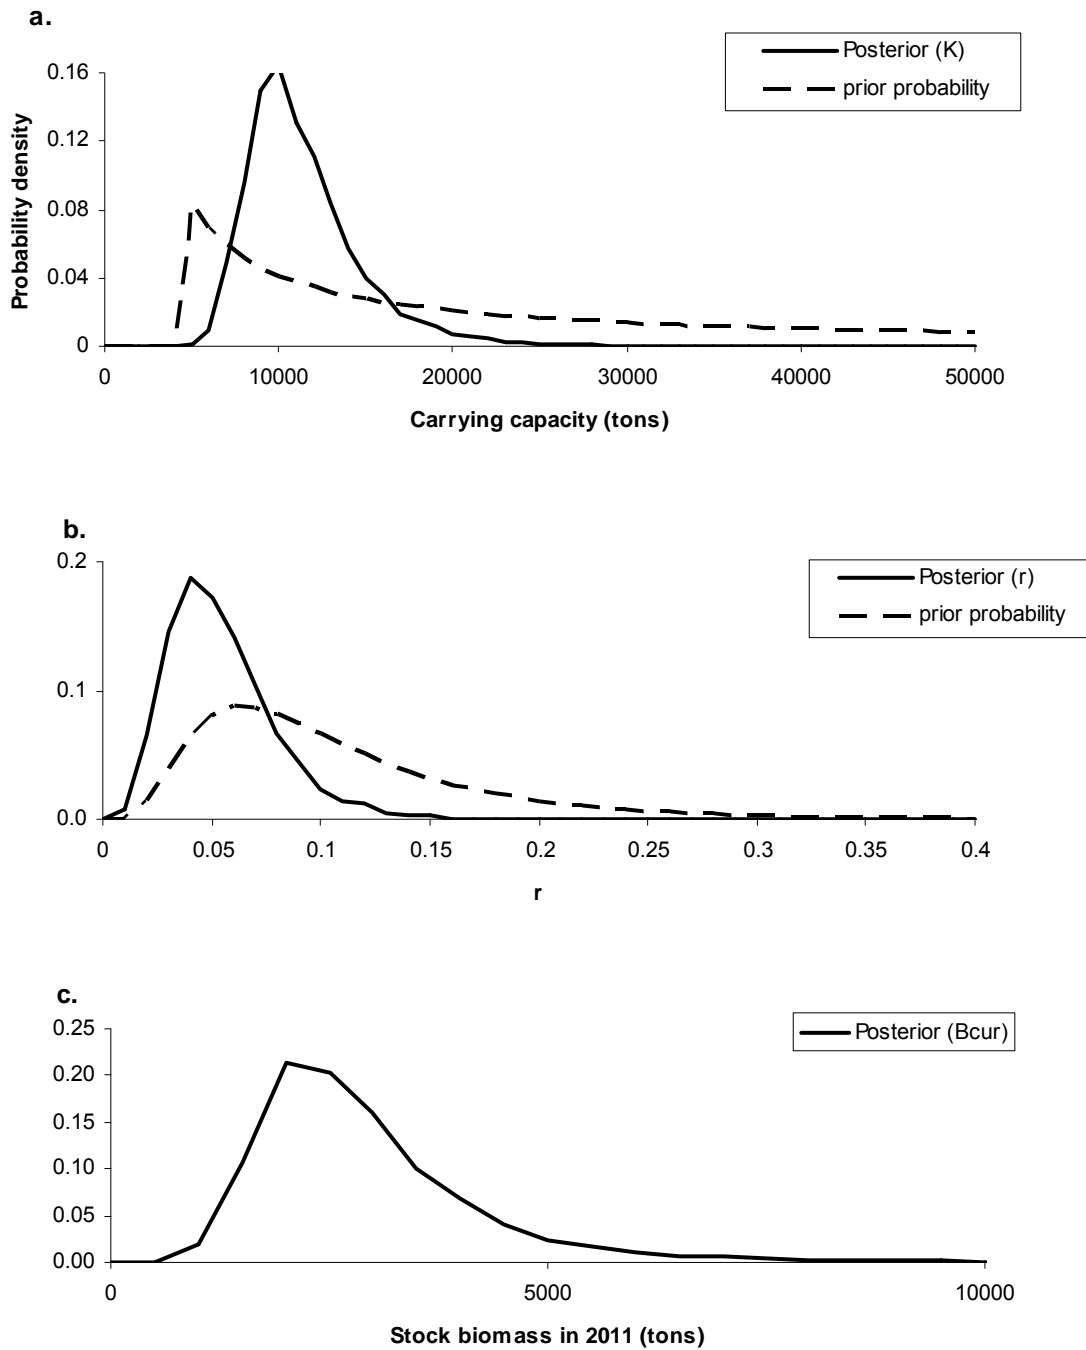 a.
Posterior (K)
prior probability
Probability density
0.16
0.12
0.08
0.04
0
0 10000 20000 30000 40000 50000
Carrying capacity (tons)
b.
Posterior (r)
prior probability
0.2
0.1
0.0
0 0.05 0.1 0.15 0.2 0.25 0.3 0.35 0.4
r
c.
Posterior (Bcur)
0.25
0.20
0.15
0.10
0.05
0.00
0 5000 10000
Stock biomass in 2011 (tons)